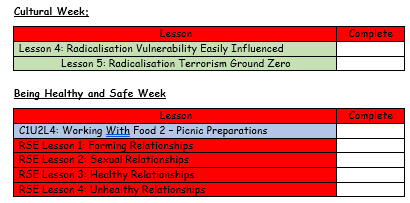 Cultural Week;
Lesson Complete
Lesson 4: Radicalisation Vulnerability Easily Influenced
Lesson 5: Radicalisation Terrorism Ground Zero
Being Healthy and Safe Week
Lesson Complete
C1U2L4: Working With Food 2 – Picnic Preparations
RSE Lesson 1: Forming Relationships
RSE Lesson 2: Sexual Relationships
RSE Lesson 3: Healthy Relationships
RSE Lesson 4: Unhealthy Relationships